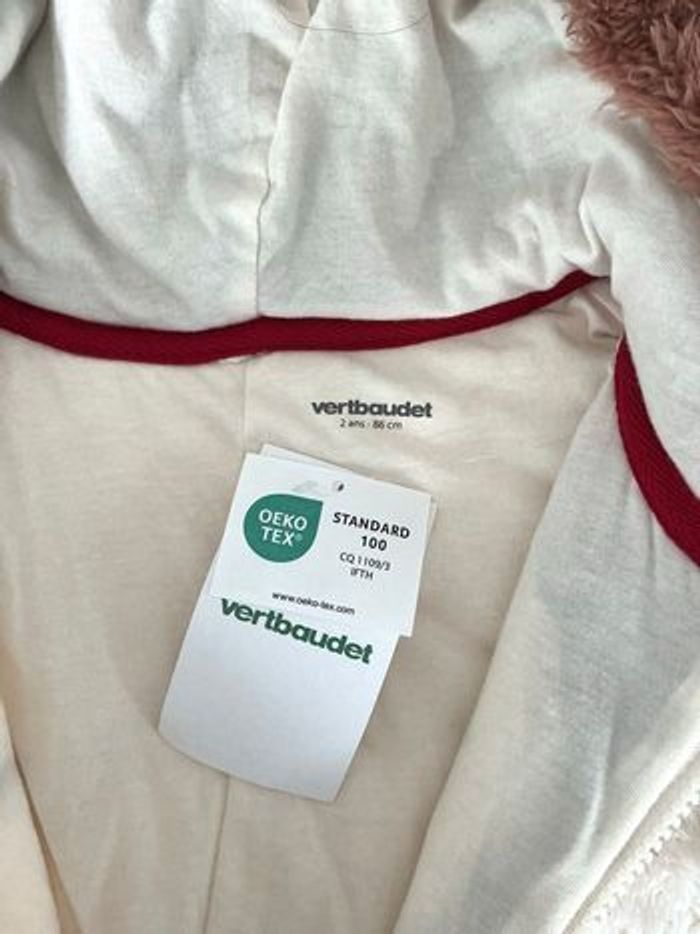 vertbaudet
2 ans - 86 cm
OEKO
TEX®
STANDARD
100
CQ 1109/3
IFTH
www.oeko-tex.com
vertbaudet